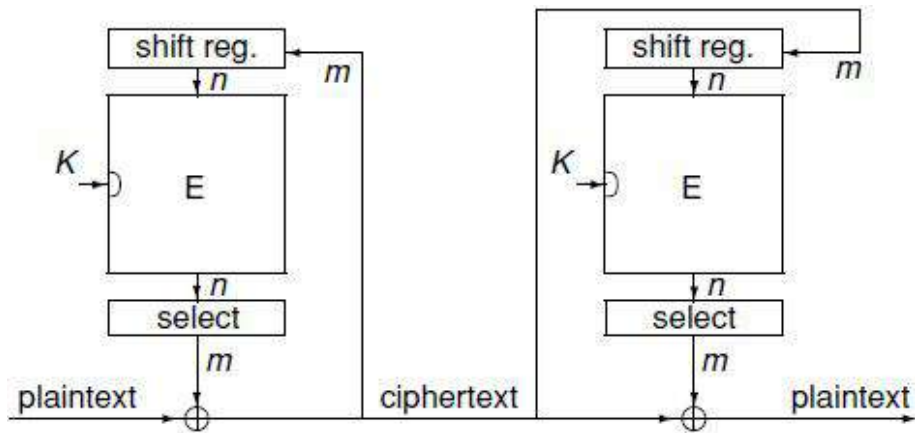 shift reg.
m
n
K
E
n
select
m
plaintext
ciphertext
shift reg.
m
n
K
E
n
select
m
plaintext